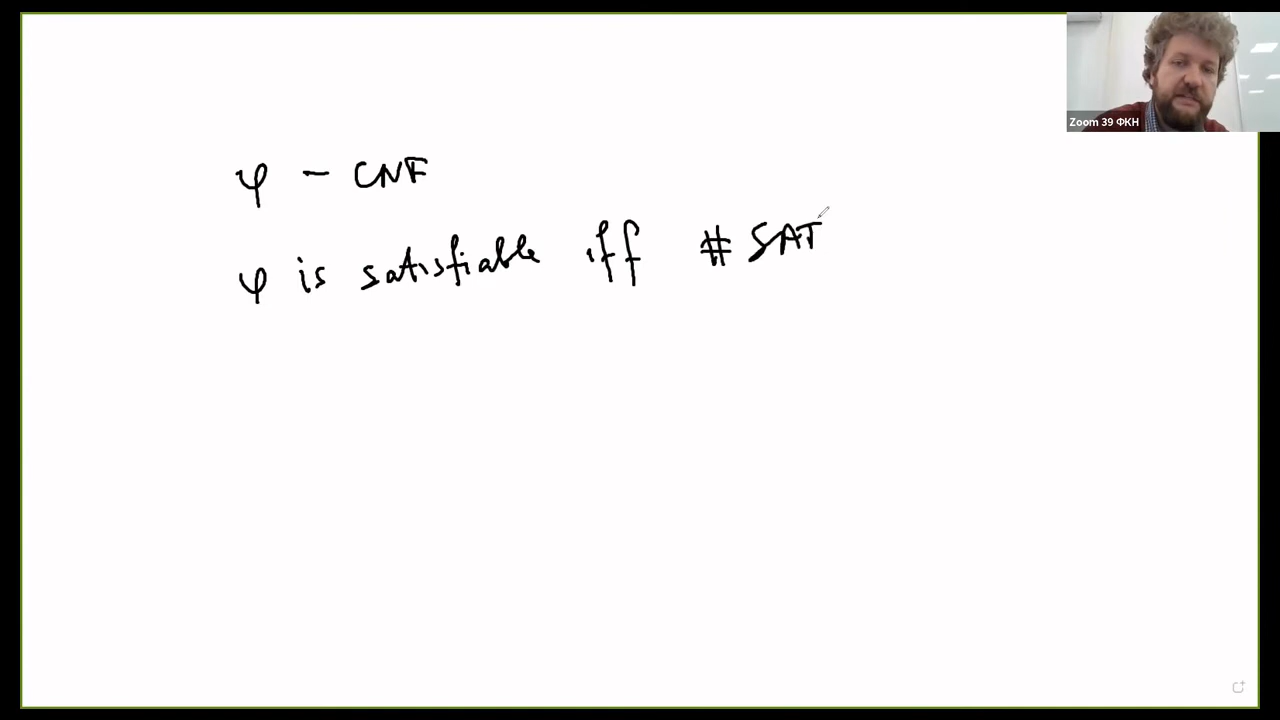 Zoom 39 ФКН
φ - CNF
φ is satisfiable iff # SAT